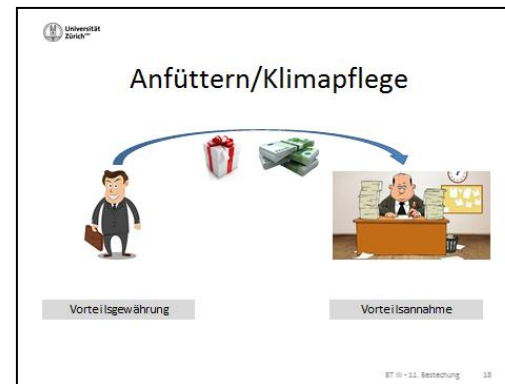 Universität
Zürich
Anfüttern/Klimapflege
Vorteilsgewährung
Vorteilsannahme
BT III - 11. Bestechung 18